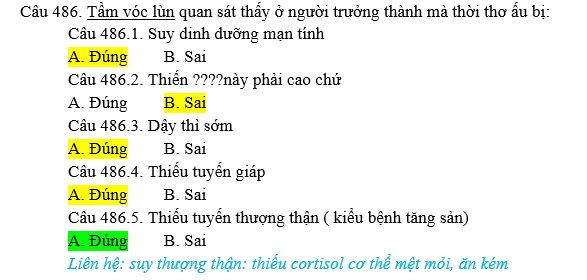 Câu 486. Tầm vóc lùn quan sát thấy ở người trưởng thành mà thời thơ ấu bị:
Câu 486.1. Suy dinh dưỡng mạn tính
A. Đúng B. Sai
Câu 486.2. Thiến ????này phải cao chứ
A. Đúng B. Sai
Câu 486.3. Dậy thì sớm
A. Đúng B. Sai
Câu 486.4. Thiếu tuyến giáp
A. Đúng B. Sai
Câu 486.5. Thiếu tuyến thượng thận ( kiểu bệnh tăng sản)
A. Đúng B. Sai
Liên hệ: suy thượng thận: thiếu cortisol cơ thể mệt mỏi, ăn kém